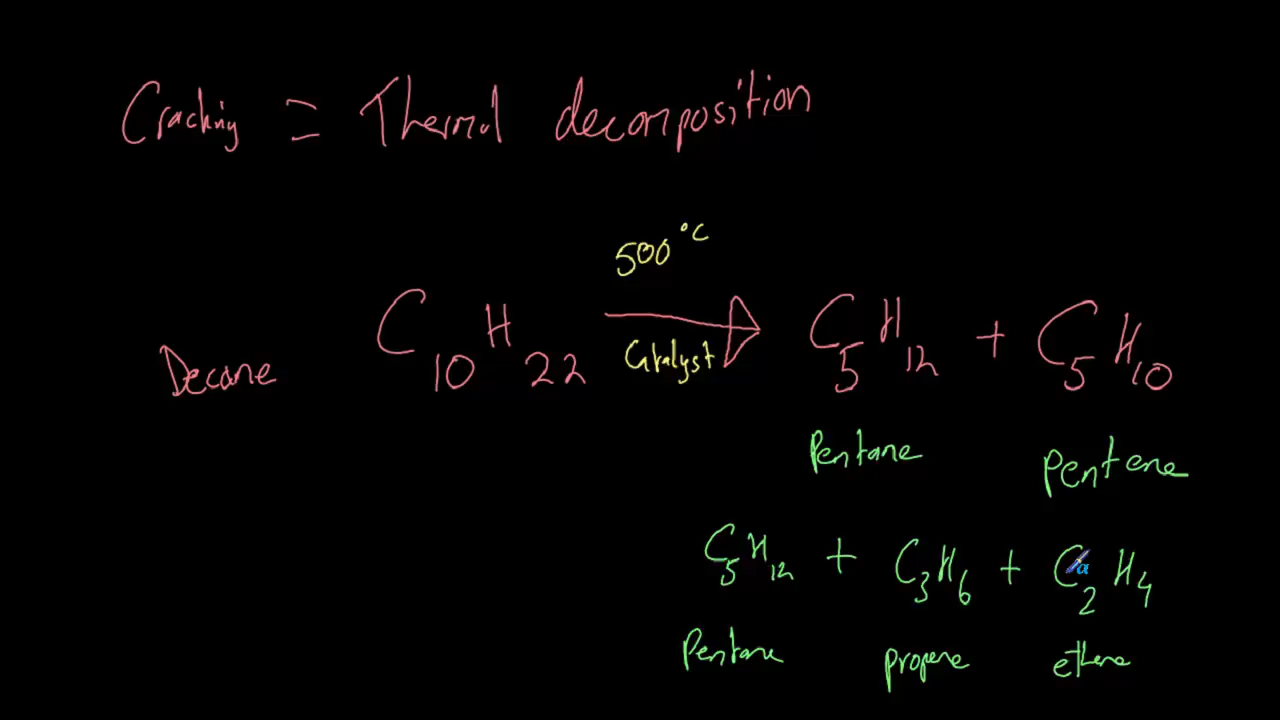 Cracking = Thermal decomposition
500 °C
Decane C10H22 Catalyst C5H12 + C5H10
Pentane Pentene
C5H12 + C3H6 + C2H4
Pentane propene ethene